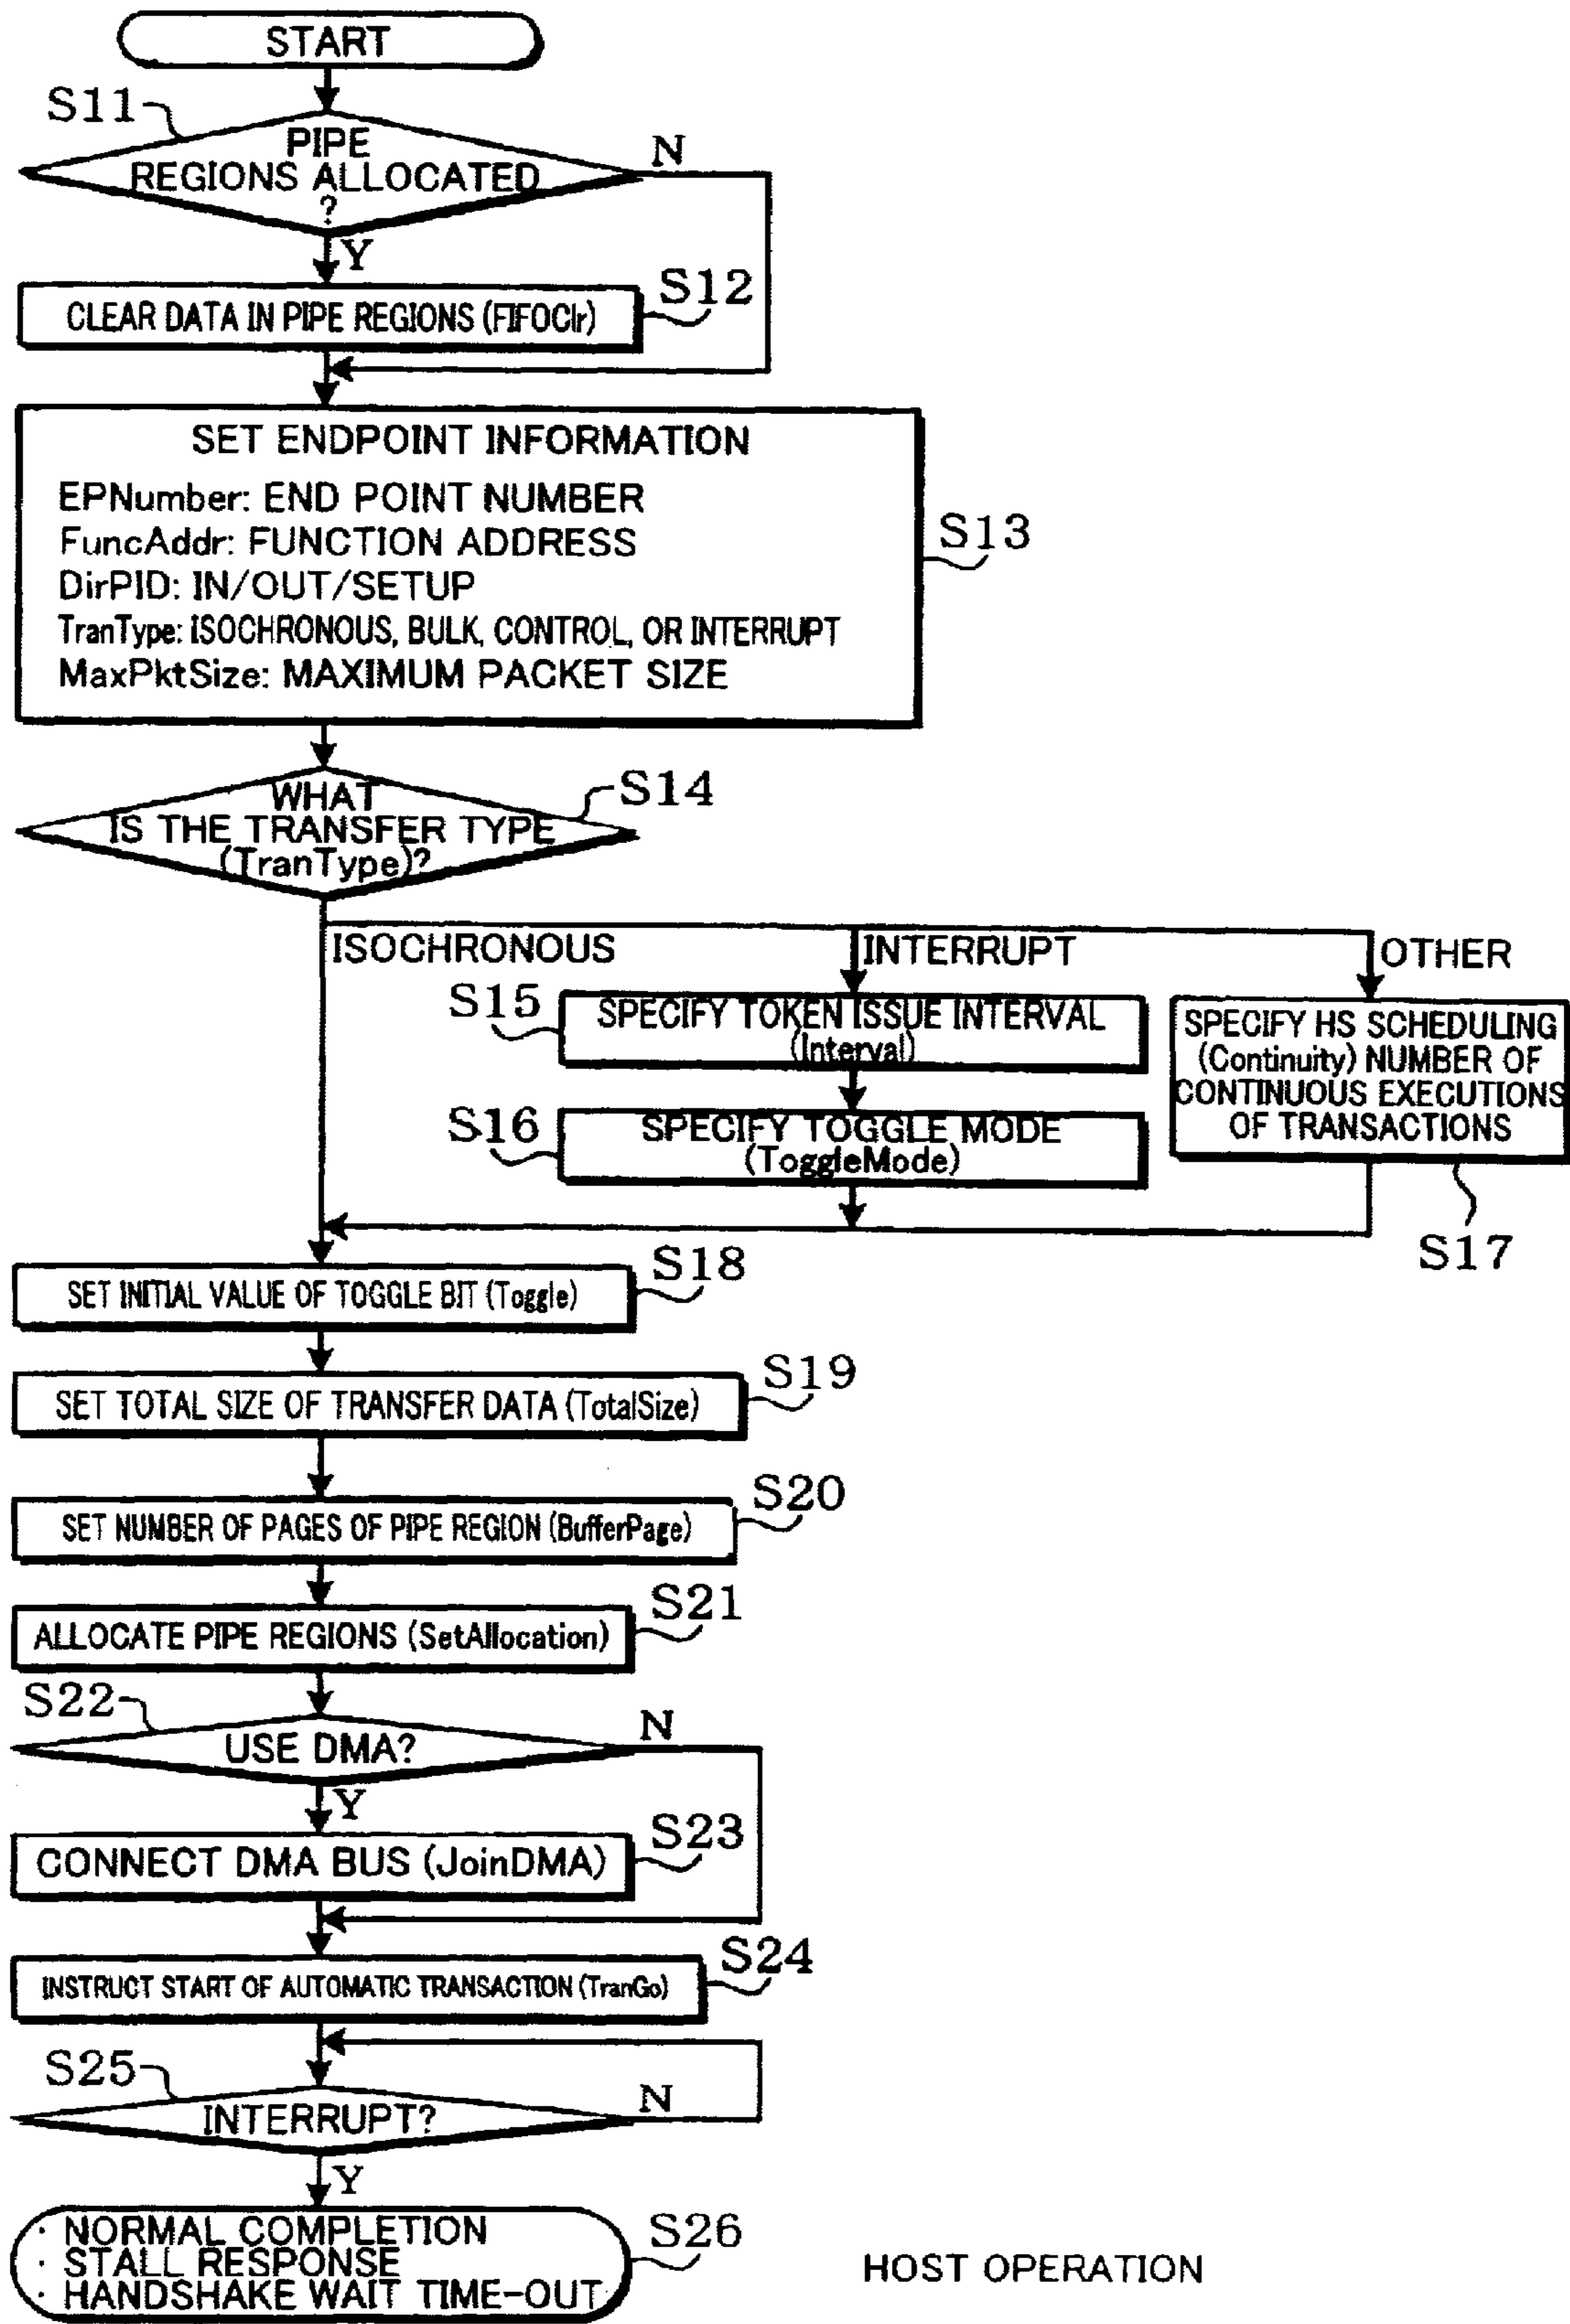 START
S11
PIPE
REGIONS ALLOCATED
?
N
Y
S12
CLEAR DATA IN PIPE REGIONS (FIFOClr)
SET ENDPOINT INFORMATION
EPNumber: END POINT NUMBER
FuncAddr: FUNCTION ADDRESS
DirPID: IN/OUT/SETUP
TranType: ISOCHRONOUS, BULK, CONTROL, OR INTERRUPT
MaxPktSize: MAXIMUM PACKET SIZE
S13
WHAT
IS THE TRANSFER TYPE
(TranType)?
S14
ISOCHRONOUS
INTERRUPT
OTHER
S15
SPECIFY TOKEN ISSUE INTERVAL
(Interval)
S16
SPECIFY TOGGLE MODE
(ToggleMode)
SPECIFY HS SCHEDULING
(Continuity) NUMBER OF
CONTINUOUS EXECUTIONS
OF TRANSACTIONS
S17
S18
SET INITIAL VALUE OF TOGGLE BIT (Toggle)
S19
SET TOTAL SIZE OF TRANSFER DATA (TotalSize)
S20
SET NUMBER OF PAGES OF PIPE REGION (BufferPage)
S21
ALLOCATE PIPE REGIONS (SetAllocation)
S22
USE DMA?
N
Y
S23
CONNECT DMA BUS (JoinDMA)
S24
INSTRUCT START OF AUTOMATIC TRANSACTION (TranGo)
S25
INTERRUPT?
N
Y
· NORMAL COMPLETION
· STALL RESPONSE
· HANDSHAKE WAIT TIME-OUT
S26
HOST OPERATION